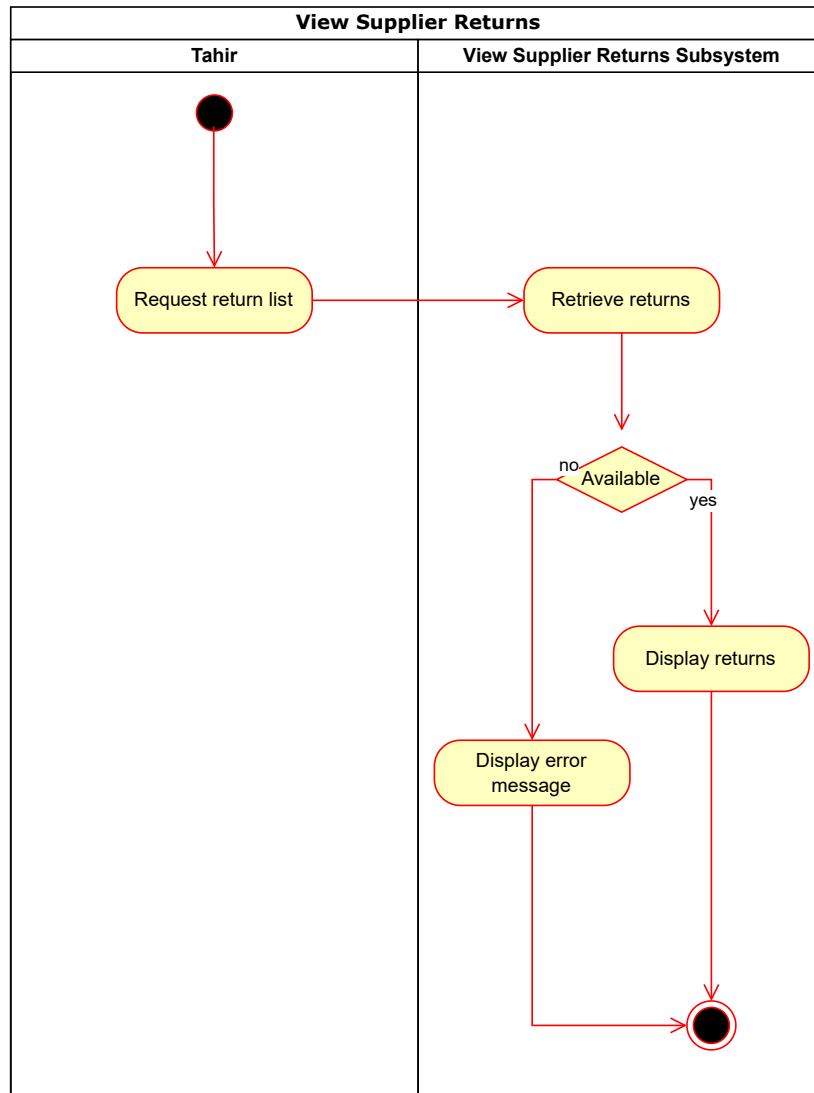 View Supplier Returns
Tahir
View Supplier Returns Subsystem
Request return list
Retrieve returns
no
Available
yes
Display returns
Display error
message